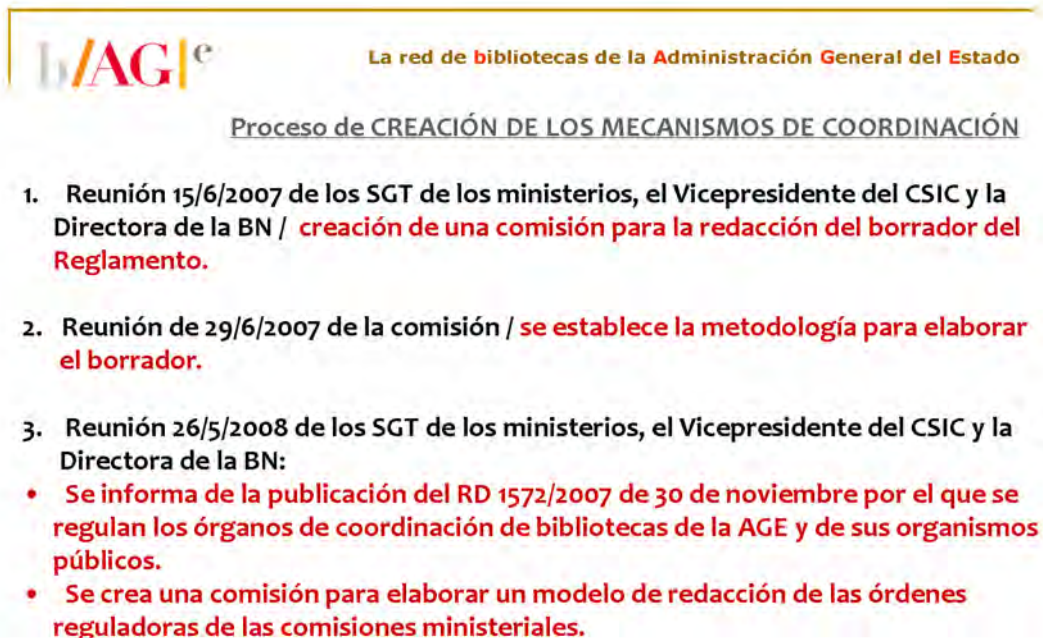 b/AG|e
La red de bibliotecas de la Administración General del Estado
Proceso de CREACIÓN DE LOS MECANISMOS DE COORDINACIÓN
1. Reunión 15/6/2007 de los SGT de los ministerios, el Vicepresidente del CSIC y la
Directora de la BN / creación de una comisión para la redacción del borrador del
Reglamento.
2. Reunión de 29/6/2007 de la comisión / se establece la metodología para elaborar
el borrador.
3. Reunión 26/5/2008 de los SGT de los ministerios, el Vicepresidente del CSIC y la
Directora de la BN:
• Se informa de la publicación del RD 1572/2007 de 30 de noviembre por el que se
regulan los órganos de coordinación de bibliotecas de la AGE y de sus organismos
públicos.
• Se crea una comisión para elaborar un modelo de redacción de las órdenes
reguladoras de las comisiones ministeriales.